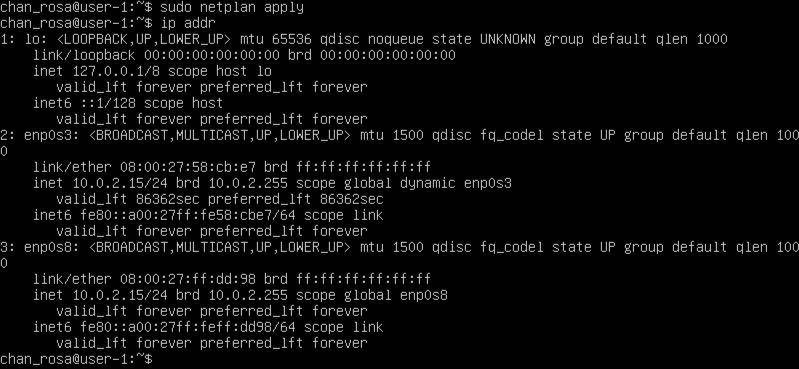 chan_rosa@user-1:~$ sudo netplan apply
chan_rosa@user-1:~$ ip addr
1: lo: <LOOPBACK,UP,LOWER_UP> mtu 65536 qdisc noqueue state UNKNOWN group default qlen 1000
    link/loopback 00:00:00:00:00:00 brd 00:00:00:00:00:00
    inet 127.0.0.1/8 scope host lo
       valid_lft forever preferred_lft forever
    inet6 ::1/128 scope host
       valid_lft forever preferred_lft forever
2: enp0s3: <BROADCAST,MULTICAST,UP,LOWER_UP> mtu 1500 qdisc fq_codel state UP group default qlen 100
0
    link/ether 08:00:27:58:cb:e7 brd ff:ff:ff:ff:ff:ff
    inet 10.0.2.15/24 brd 10.0.2.255 scope global dynamic enp0s3
       valid_lft 86362sec preferred_lft 86362sec
    inet6 fe80::a00:27ff:fe58:cbe7/64 scope link
       valid_lft forever preferred_lft forever
3: enp0s8: <BROADCAST,MULTICAST,UP,LOWER_UP> mtu 1500 qdisc fq_codel state UP group default qlen 100
0
    link/ether 08:00:27:ff:dd:98 brd ff:ff:ff:ff:ff:ff
    inet 10.0.2.15/24 brd 10.0.2.255 scope global enp0s8
       valid_lft forever preferred_lft forever
    inet6 fe80::a00:27ff:feff:dd98/64 scope link
       valid_lft forever preferred_lft forever
chan_rosa@user-1:~$